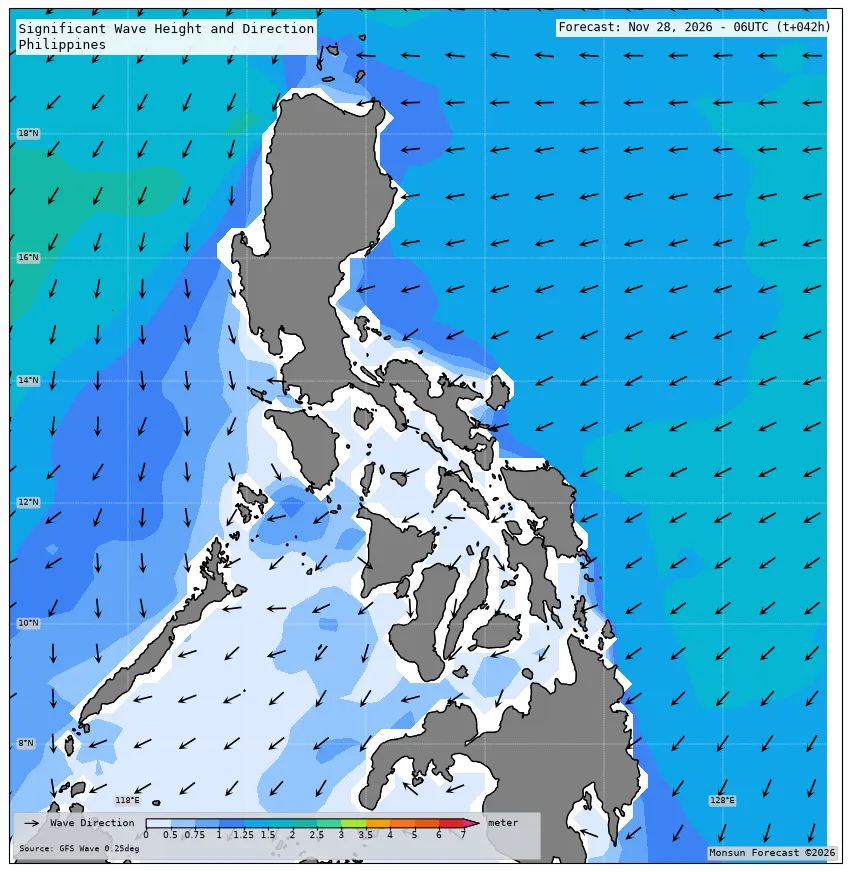 Significant Wave Height and Direction
Philippines
Forecast: Nov 28, 2026 - 06UTC (t+042h)
18°N
16°N
14°N
12°N
10°N
8°N
118°E
128°E
Wave Direction
0 0.5 0.75 1 1.25 1.5 2 2.5 3 3.5 4 5 6 7
meter
Source: GFS Wave 0.25deg
Monsun Forecast ©2026